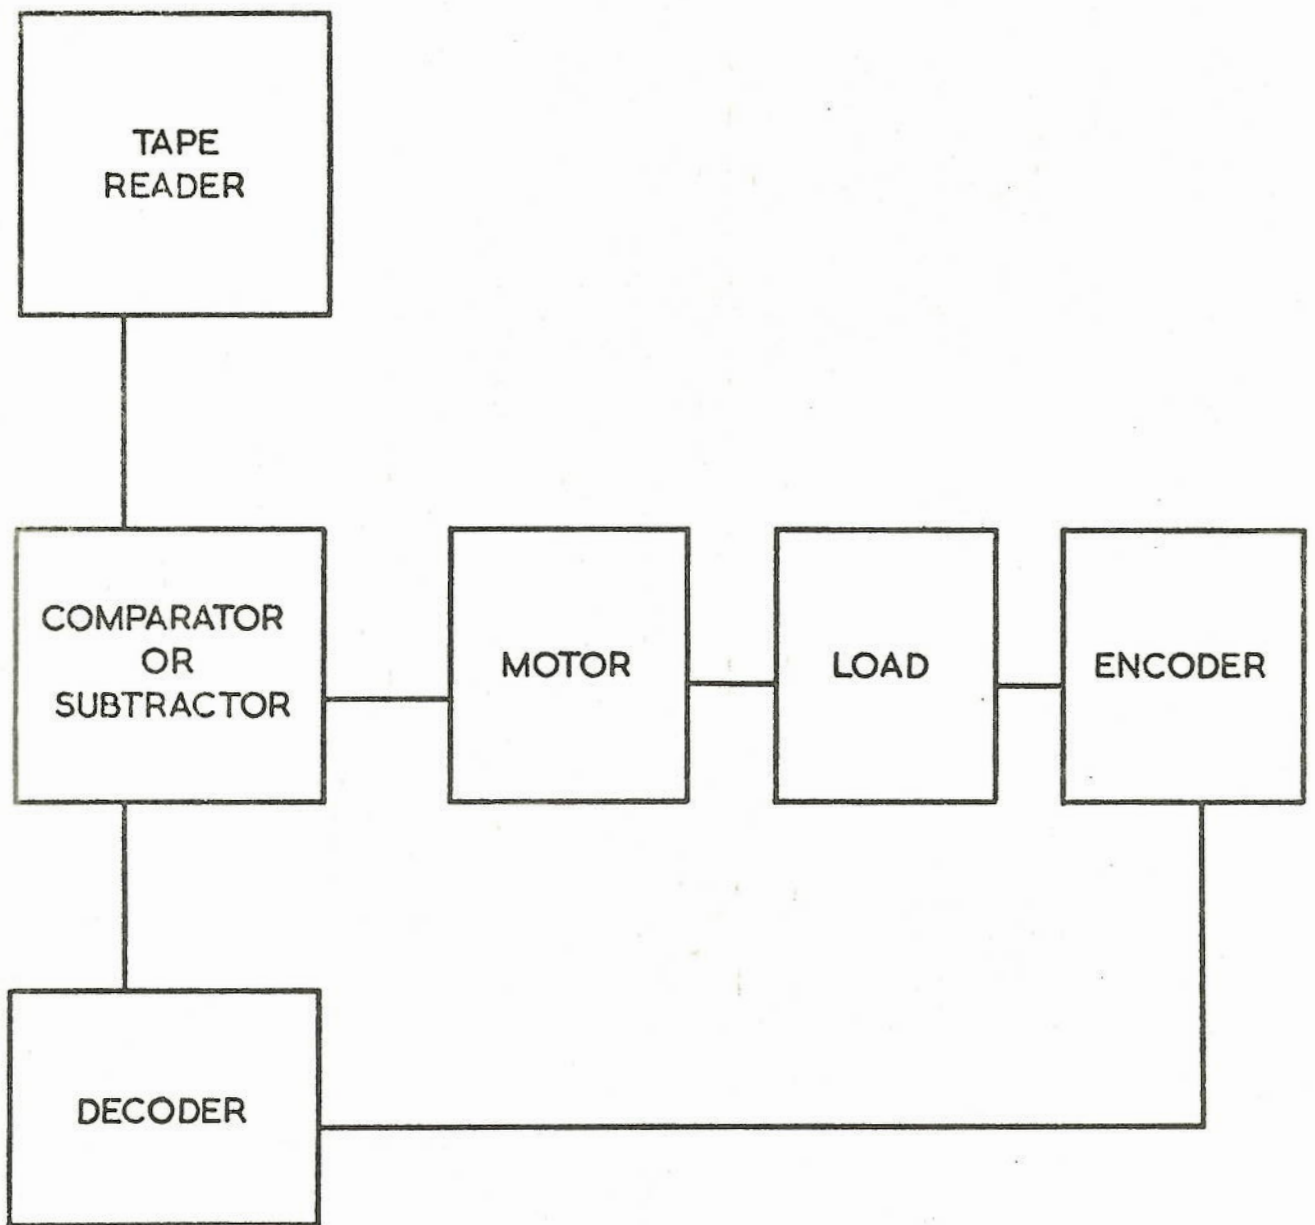 TAPE
READER
COMPARATOR
OR
SUBTRACTOR
MOTOR
LOAD
ENCODER
DECODER